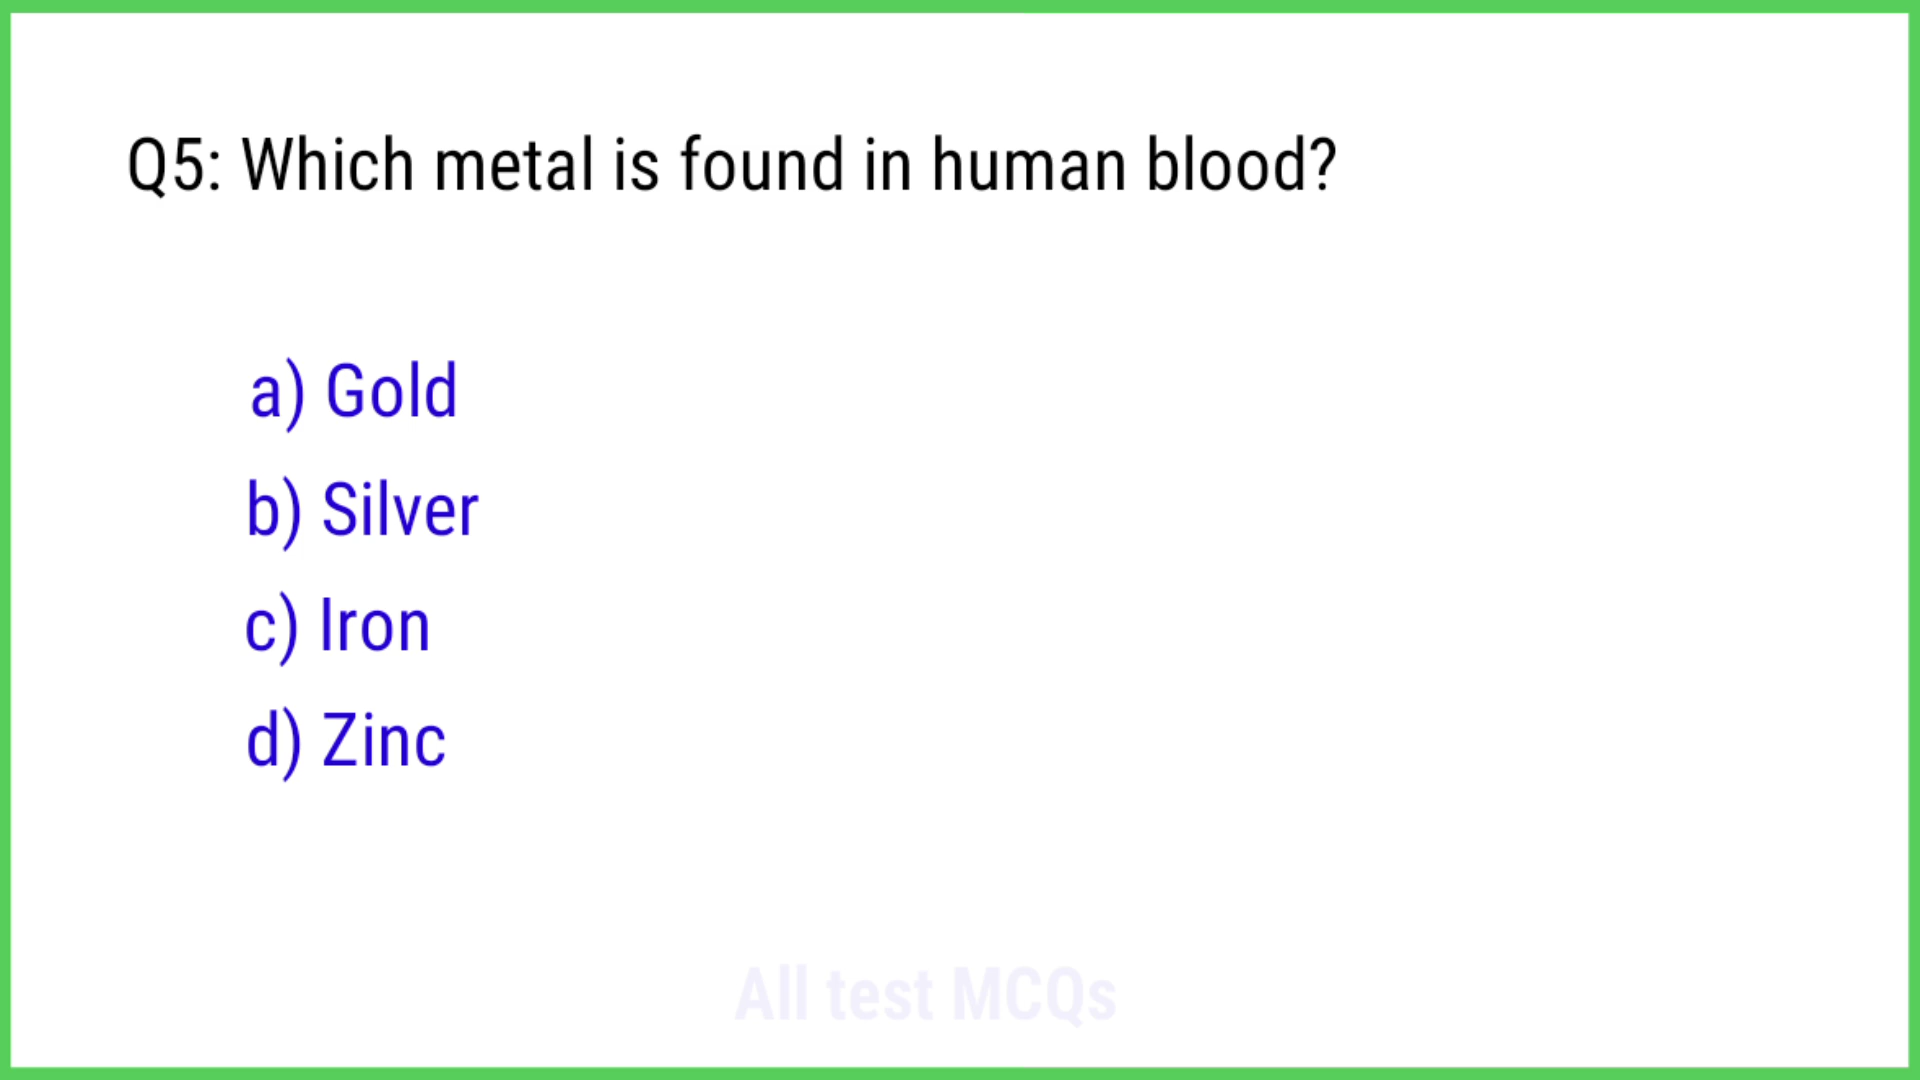 Q5: Which metal is found in human blood?
a) Gold
b) Silver
c) Iron
d) Zinc
All test MCQs